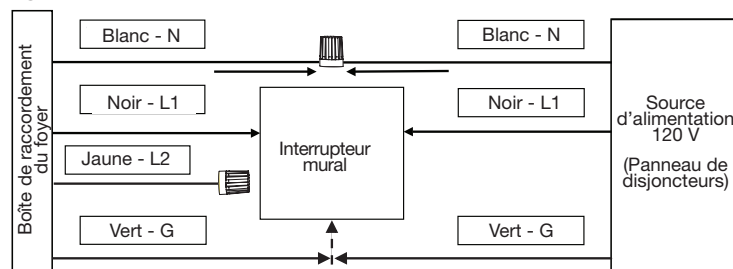 Boîte de raccordement
du foyer
Blanc - N
Noir - L1
Jaune - L2
Vert - G
Interrupteur
mural
Blanc - N
Noir - L1
Vert - G
Source
d'alimentation
120 V
(Panneau de
disjoncteurs)